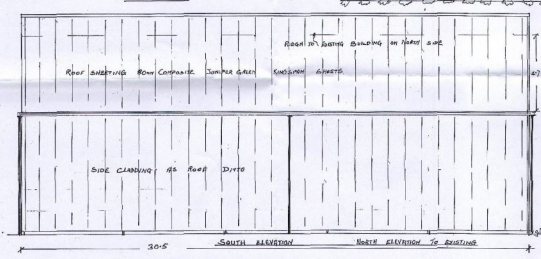 TO EXISTING BUILDING ON NORTH SIDE
ROOF SHEETING 80mm COMPOSITE JUNIPER GREEN KINGSPAN SHEETS
SIDE CLADDING AS ROOF DITTO
30.5
SOUTH ELEVATION
NORTH ELEVATION TO EXISTING